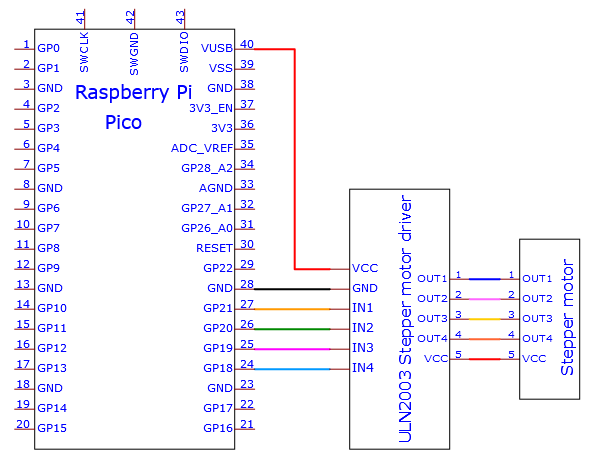 41 42 43
SWCLK SWGND SWDIO
Raspberry Pi
Pico
1 GP0 VUSB 40
2 GP1 VSS 39
3 GND GND 38
4 GP2 3V3_EN 37
5 GP3 3V3 36
6 GP4 ADC_VREF 35
7 GP5 GP28_A2 34
8 GND AGND 33
9 GP6 GP27_A1 32
10 GP7 GP26_A0 31
11 GP8 RESET 30
12 GP9 GP22 29
13 GND GND 28
14 GP10 GP21 27
15 GP11 GP20 26
16 GP12 GP19 25
17 GP13 GP18 24
18 GND GND 23
19 GP14 GP17 22
20 GP15 GP16 21
ULN2003 Stepper motor driver
VCC
GND
IN1
IN2
IN3
IN4
OUT1 1
OUT2 2
OUT3 3
OUT4 4
VCC 5
1 OUT1
2 OUT2
3 OUT3
4 OUT4
5 VCC
Stepper motor